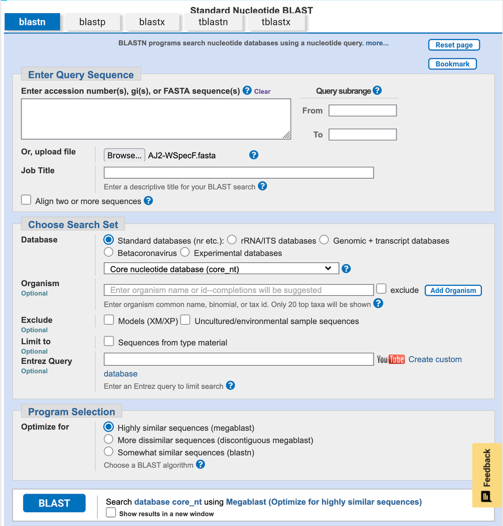 Standard Nucleotide BLAST
blastn blastp blastx tblastn tblastx
BLASTN programs search nucleotide databases using a nucleotide query. more...
Reset page
Bookmark
Enter Query Sequence
Enter accession number(s), gi(s), or FASTA sequence(s) ? Clear
Query subrange ?
From
To
Or, upload file Browse... AJ2-WSpecF.fasta ?
Job Title
Enter a descriptive title for your BLAST search ?
Align two or more sequences ?
Choose Search Set
Database Standard databases (nr etc.): rRNA/ITS databases Genomic + transcript databases
Betacoronavirus Experimental databases
Core nucleotide database (core_nt) ?
Organism
Optional
Enter organism name or id--completions will be suggested exclude Add Organism
Enter organism common name, binomial, or tax id. Only 20 top taxa will be shown ?
Exclude Models (XM/XP) Uncultured/environmental sample sequences
Optional
Limit to Sequences from type material
Optional
Entrez Query YouTube Create custom
Optional
database
Enter an Entrez query to limit search ?
Program Selection
Optimize for Highly similar sequences (megablast)
More dissimilar sequences (discontiguous megablast)
Somewhat similar sequences (blastn)
Choose a BLAST algorithm ?
Feedback
BLAST Search database core_nt using Megablast (Optimize for highly similar sequences)
Show results in a new window